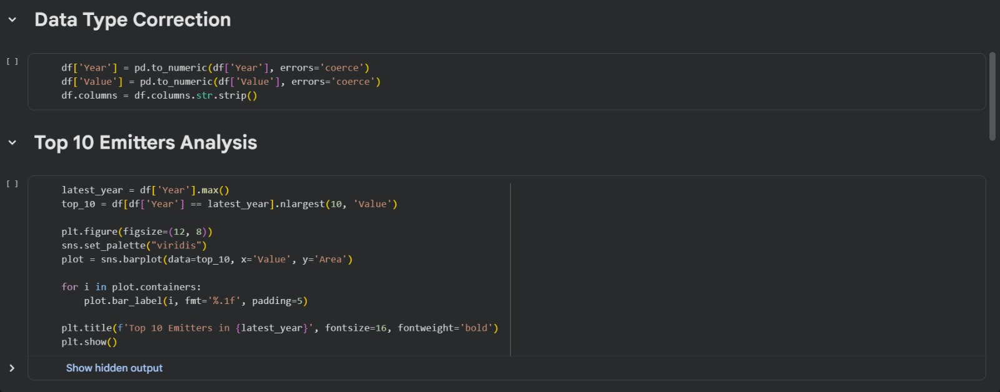 Data Type Correction
[ ]
df['Year'] = pd.to_numeric(df['Year'], errors='coerce')
df['Value'] = pd.to_numeric(df['Value'], errors='coerce')
df.columns = df.columns.str.strip()
Top 10 Emitters Analysis
[ ]
latest_year = df['Year'].max()
top_10 = df[df['Year'] == latest_year].nlargest(10, 'Value')
plt.figure(figsize=(12, 8))
sns.set_palette("viridis")
plot = sns.barplot(data=top_10, x='Value', y='Area')
for i in plot.containers:
    plot.bar_label(i, fmt='%.1f', padding=5)
plt.title(f'Top 10 Emitters in {latest_year}', fontsize=16, fontweight='bold')
plt.show()
Show hidden output